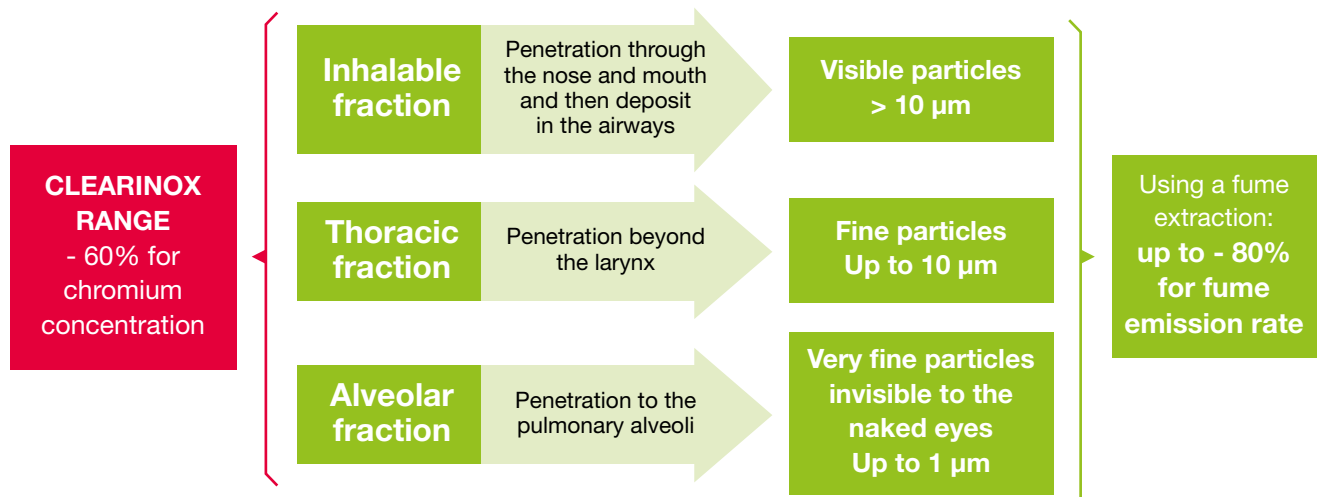 CLEARINOX
RANGE
- 60% for
chromium
concentration
Inhalable
fraction
Penetration through
the nose and mouth
and then deposit
in the airways
Visible particles
> 10 µm
Thoracic
fraction
Penetration beyond
the larynx
Fine particles
Up to 10 µm
Alveolar
fraction
Penetration to the
pulmonary alveoli
Very fine particles
invisible to the
naked eyes
Up to 1 µm
Using a fume
extraction:
up to - 80%
for fume
emission rate